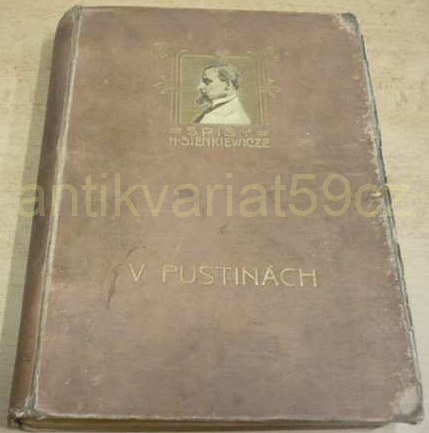 SPISY
H·SIENKIEWICZE
antikvariat59cz
V PUSTINÁCH